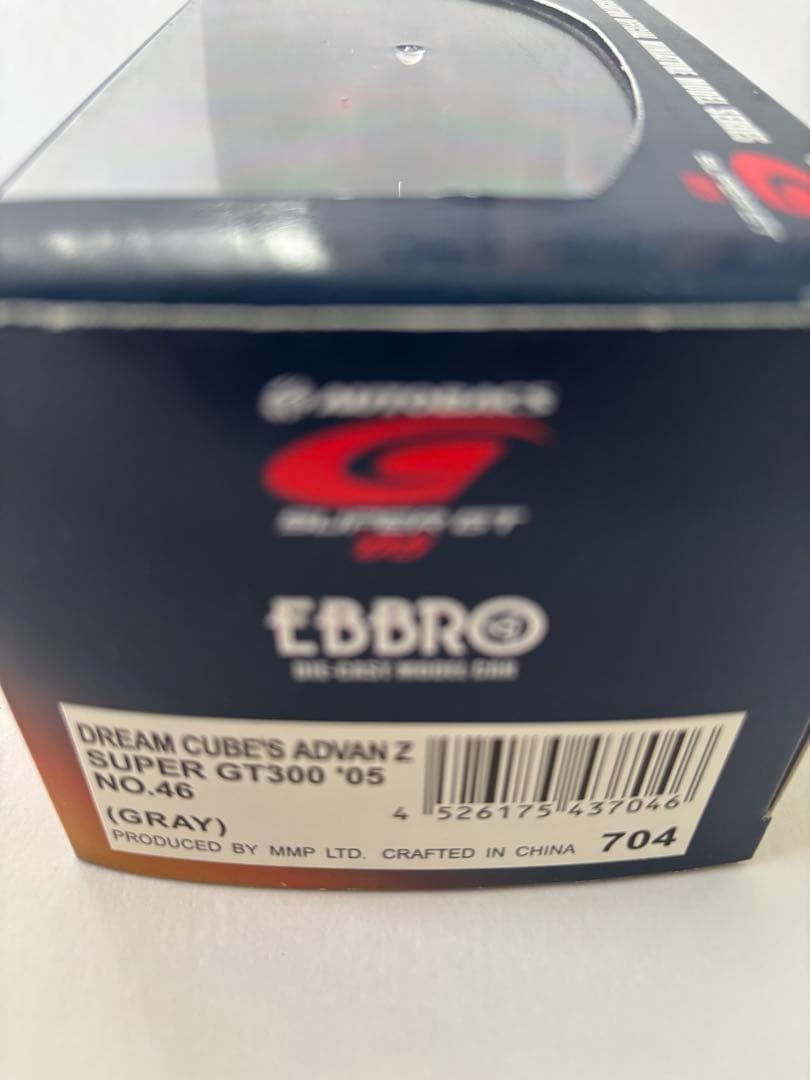 AUTOBACS
SUPER GT
EBBRO
DIE-CAST MODEL CAR
DREAM CUBE'S ADVAN Z
SUPER GT300 '05
NO.46
(GRAY)
4 526175 437046
PRODUCED BY MMP LTD. CRAFTED IN CHINA 704